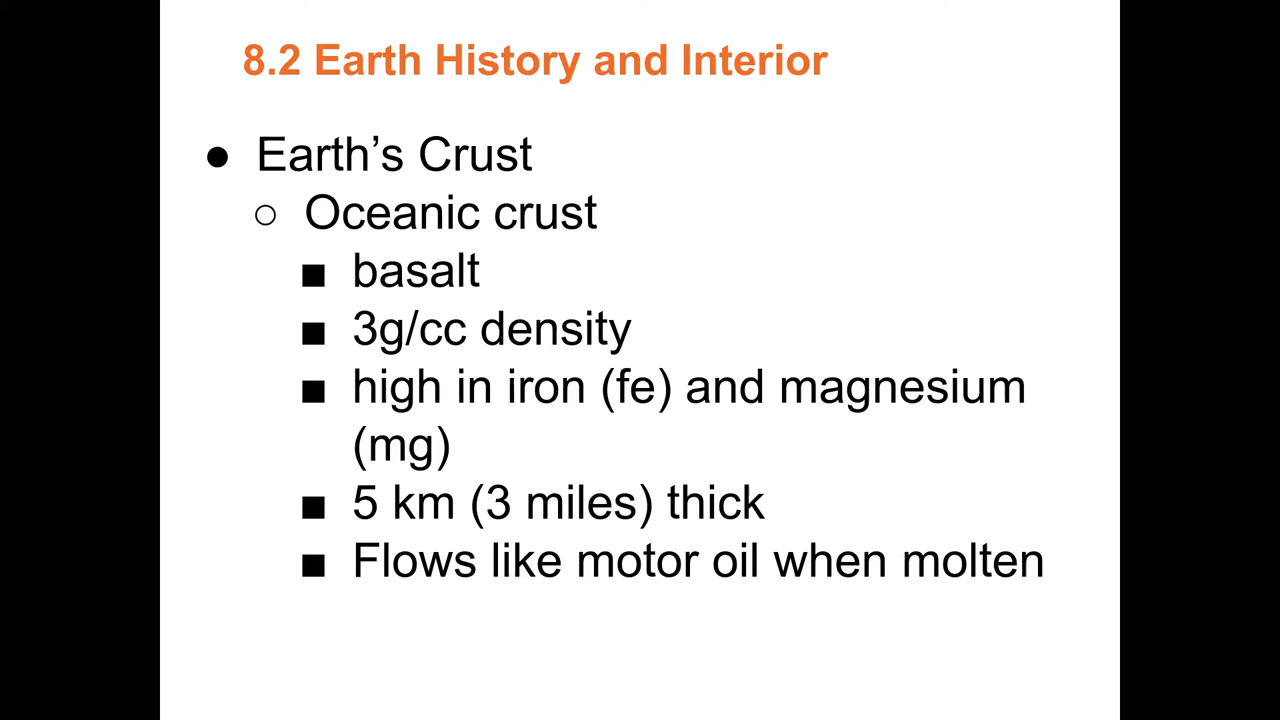 8.2 Earth History and Interior
● Earth’s Crust
○ Oceanic crust
■ basalt
■ 3g/cc density
■ high in iron (fe) and magnesium
(mg)
■ 5 km (3 miles) thick
■ Flows like motor oil when molten